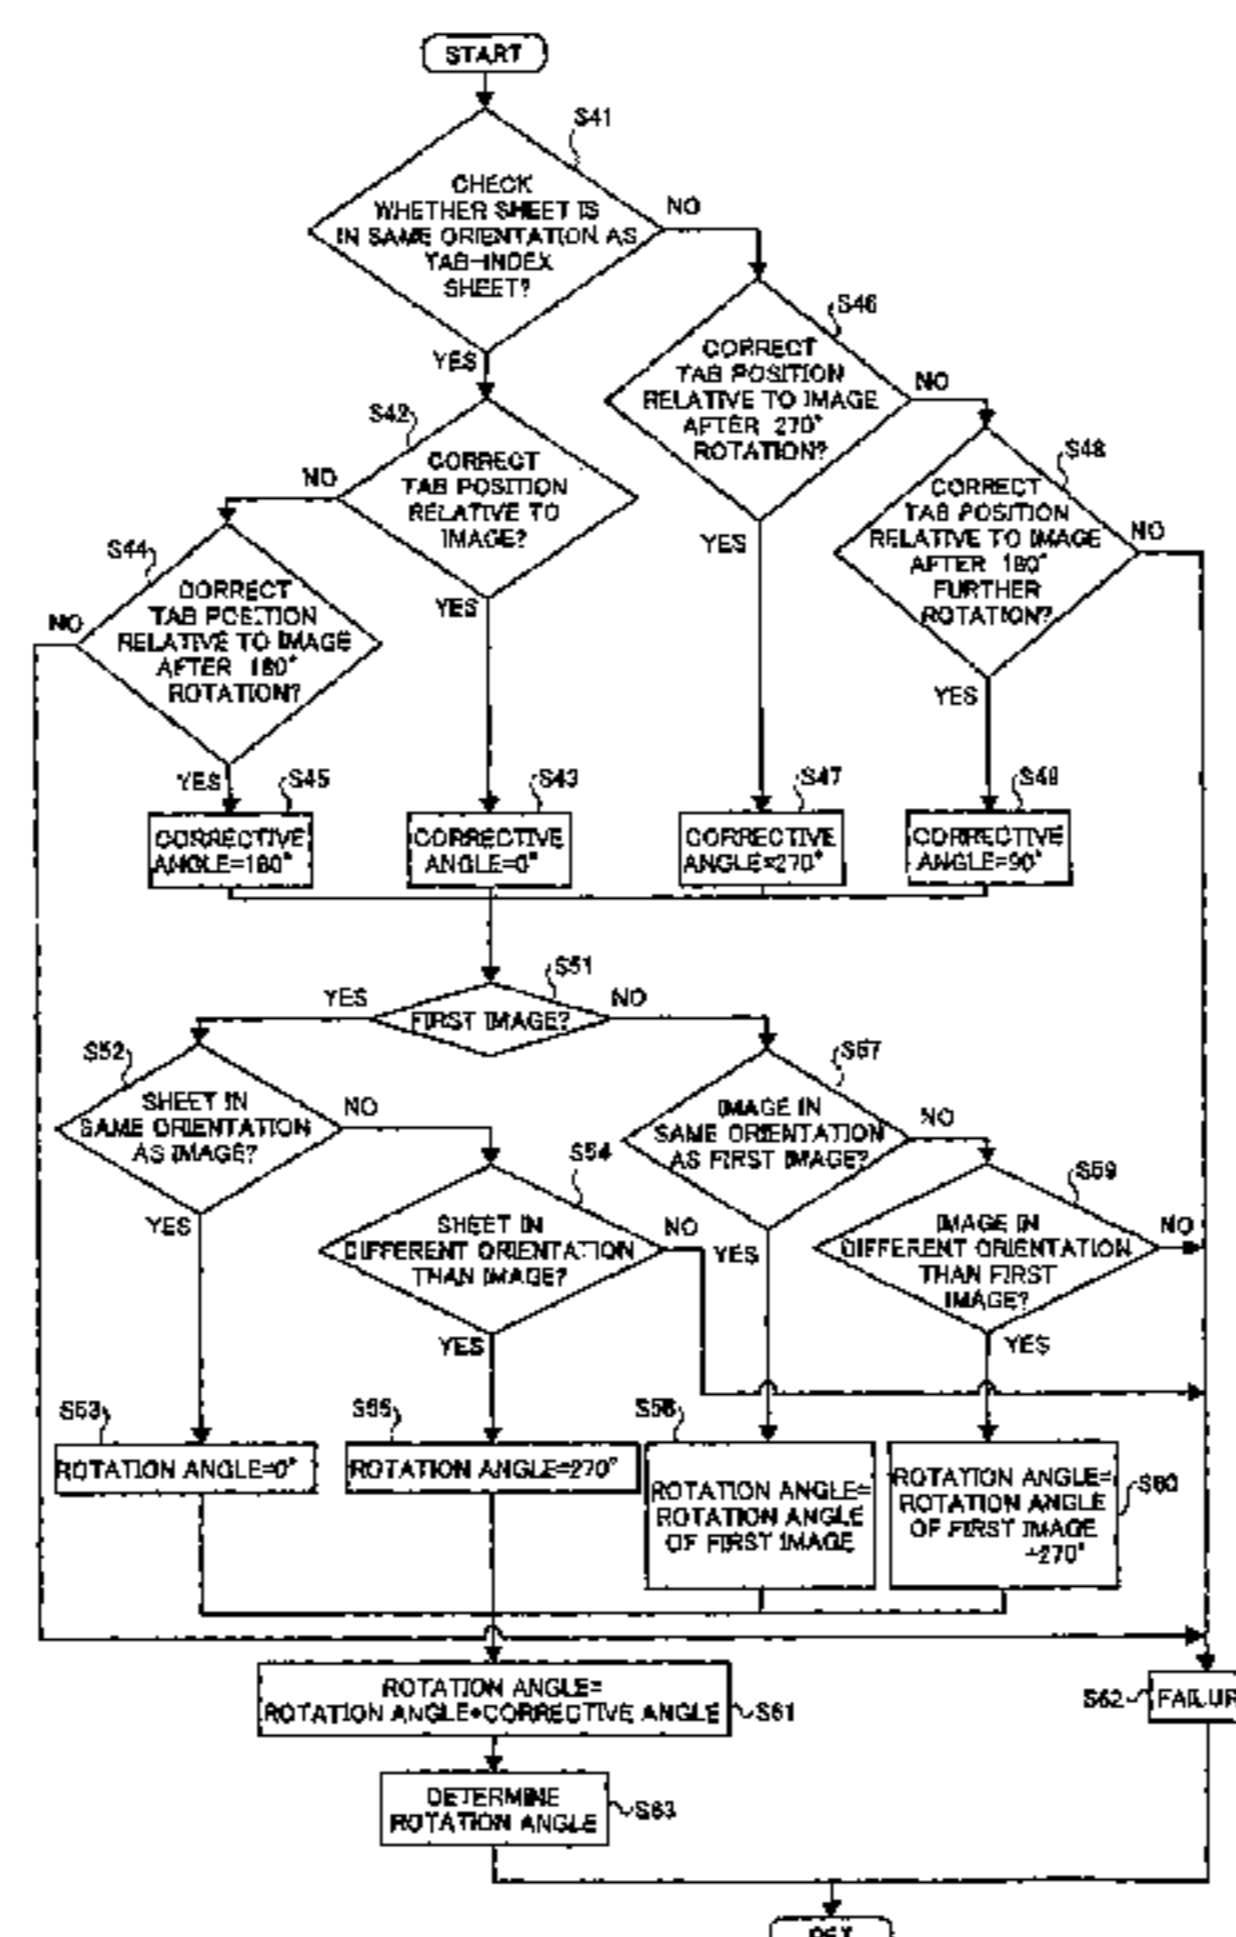 START
S41
CHECK
WHETHER SHEET IS
IN SAME ORIENTATION AS
TAB-INDEX
SHEET?
NO
YES
S46
CORRECT
TAB POSITION
RELATIVE TO IMAGE
AFTER 270°
ROTATION?
NO
YES
S42
CORRECT
TAB POSITION
RELATIVE TO
IMAGE?
NO
YES
S48
CORRECT
TAB POSITION
RELATIVE TO IMAGE
AFTER 180°
FURTHER
ROTATION?
NO
YES
S44
CORRECT
TAB POSITION
RELATIVE TO IMAGE
AFTER 180°
ROTATION?
NO
YES
S45
CORRECTIVE
ANGLE=180°
S43
CORRECTIVE
ANGLE=0°
S47
CORRECTIVE
ANGLE=270°
S49
CORRECTIVE
ANGLE=90°
S51
FIRST IMAGE?
YES
NO
S52
SHEET IN
SAME ORIENTATION
AS IMAGE?
NO
YES
S57
IMAGE IN
SAME ORIENTATION
AS FIRST IMAGE?
NO
YES
S54
SHEET IN
DIFFERENT ORIENTATION
THAN IMAGE?
NO
YES
S59
IMAGE IN
DIFFERENT ORIENTATION
THAN FIRST
IMAGE?
NO
YES
S53
ROTATION ANGLE=0°
S55
ROTATION ANGLE=270°
S58
ROTATION ANGLE=
ROTATION ANGLE
OF FIRST IMAGE
S60
ROTATION ANGLE=
ROTATION ANGLE
OF FIRST IMAGE
S61
ROTATION ANGLE=
ROTATION ANGLE+CORRECTIVE ANGLE
S62
FAILUR
S63
DETERMINE
ROTATION ANGLE